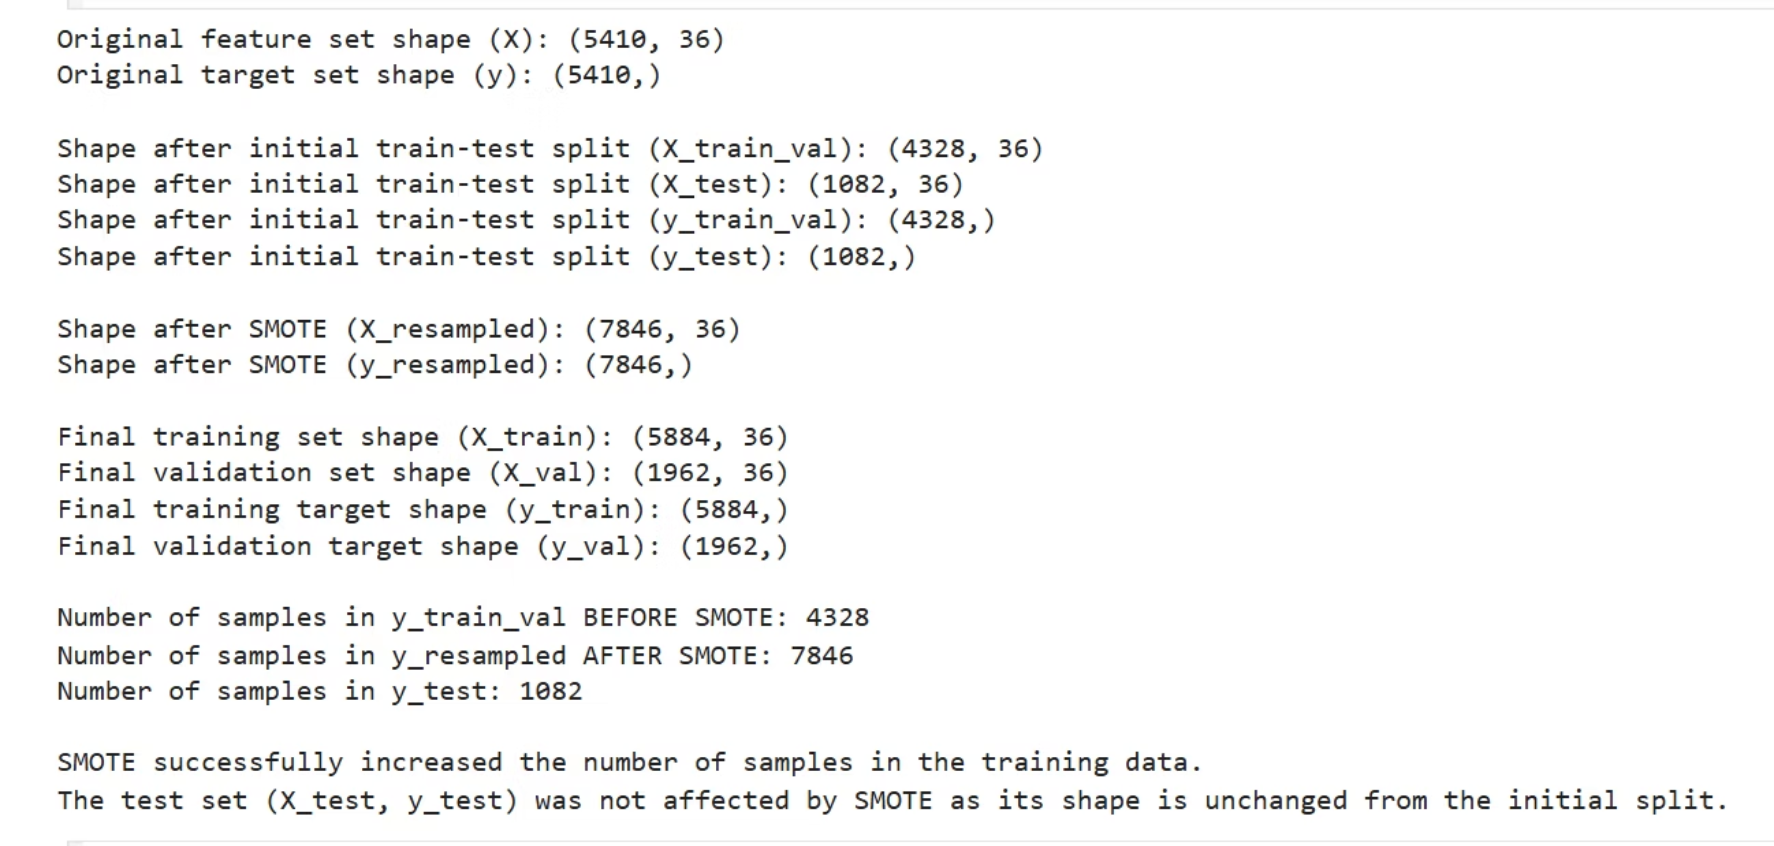 Original feature set shape (X): (5410, 36)
Original target set shape (y): (5410,)
Shape after initial train-test split (X_train_val): (4328, 36)
Shape after initial train-test split (X_test): (1082, 36)
Shape after initial train-test split (y_train_val): (4328,)
Shape after initial train-test split (y_test): (1082,)
Shape after SMOTE (X_resampled): (7846, 36)
Shape after SMOTE (y_resampled): (7846,)
Final training set shape (X_train): (5884, 36)
Final validation set shape (X_val): (1962, 36)
Final training target shape (y_train): (5884,)
Final validation target shape (y_val): (1962,)
Number of samples in y_train_val BEFORE SMOTE: 4328
Number of samples in y_resampled AFTER SMOTE: 7846
Number of samples in y_test: 1082
SMOTE successfully increased the number of samples in the training data.
The test set (X_test, y_test) was not affected by SMOTE as its shape is unchanged from the initial split.